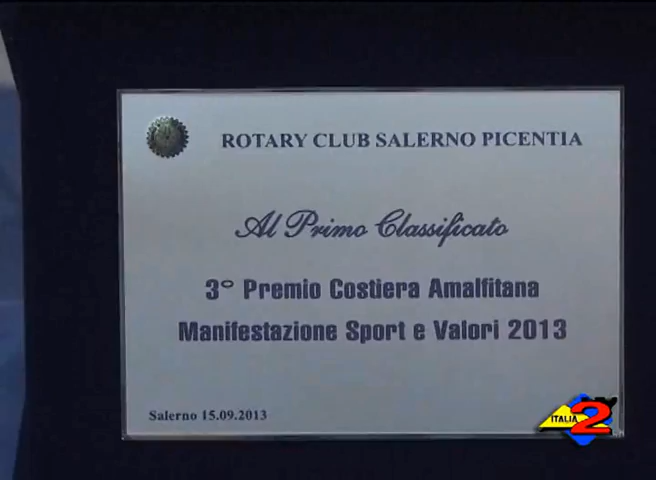 ROTARY CLUB SALERNO PICENTIA
Al Primo Classificato
3° Premio Costiera Amalfitana
Manifestazione Sport e Valori 2013
Salerno 15.09.2013
ITALIA 2